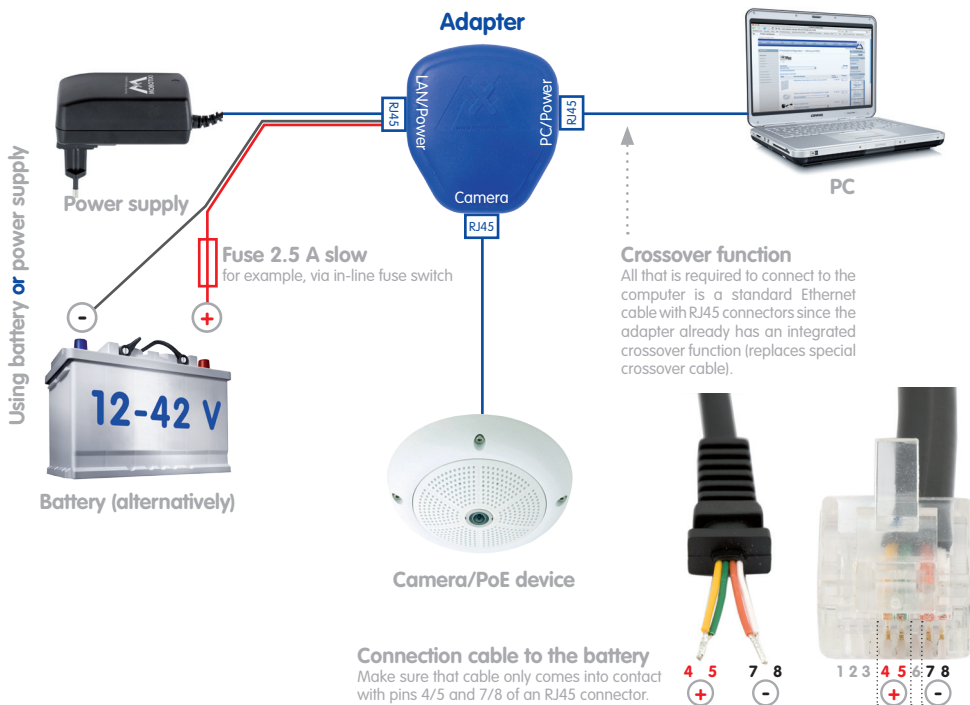 Adapter
LAN/Power
RJ45
PC/Power
RJ45
Camera
RJ45
Using battery or power supply
Power supply
PC
Fuse 2.5 A slow
for example, via in-line fuse switch
-
+
12-42 V
Battery (alternatively)
Crossover function
All that is required to connect to the
computer is a standard Ethernet
cable with RJ45 connectors since the
adapter already has an integrated
crossover function (replaces special
crossover cable).
Camera/PoE device
Connection cable to the battery
Make sure that cable only comes into contact
with pins 4/5 and 7/8 of an RJ45 connector.
4 5 7 8
+ -
1 2 3 4 5 6 7 8
+ -